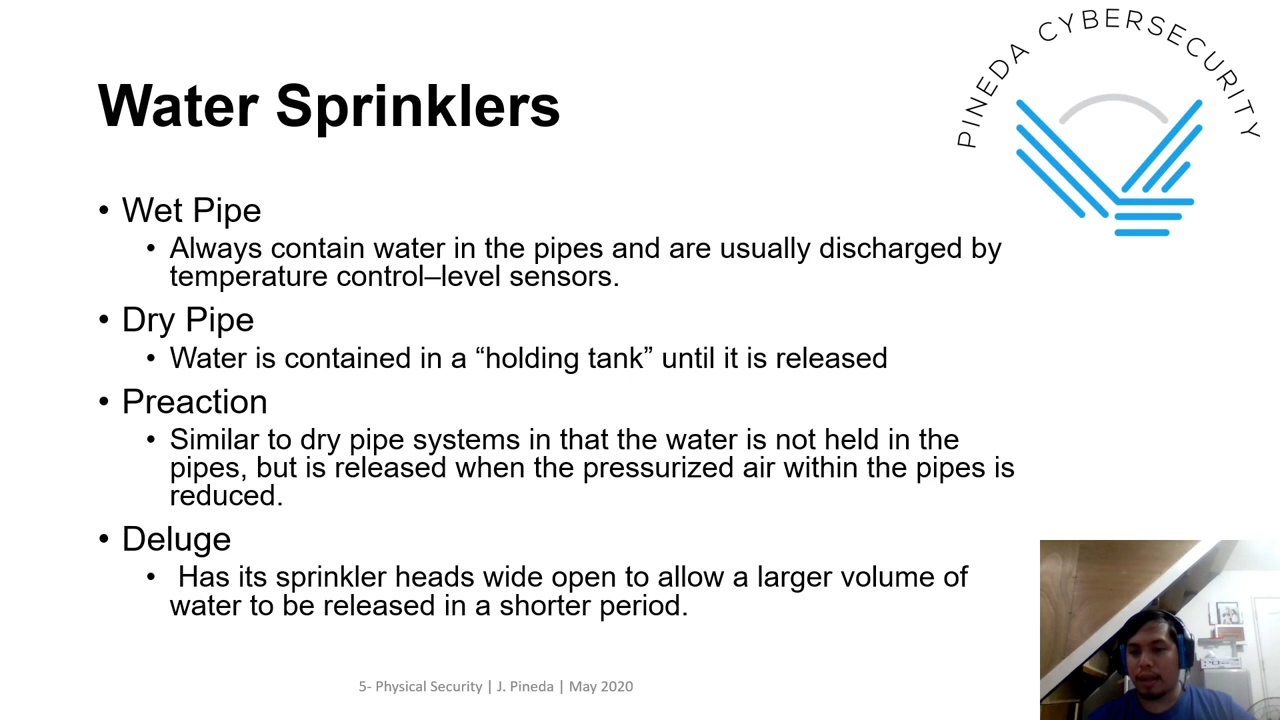 PINEDA CYBERSECURITY
Water Sprinklers
• Wet Pipe
• Always contain water in the pipes and are usually discharged by
temperature control–level sensors.
• Dry Pipe
• Water is contained in a “holding tank” until it is released
• Preaction
• Similar to dry pipe systems in that the water is not held in the
pipes, but is released when the pressurized air within the pipes is
reduced.
• Deluge
• Has its sprinkler heads wide open to allow a larger volume of
water to be released in a shorter period.
5- Physical Security | J. Pineda | May 2020